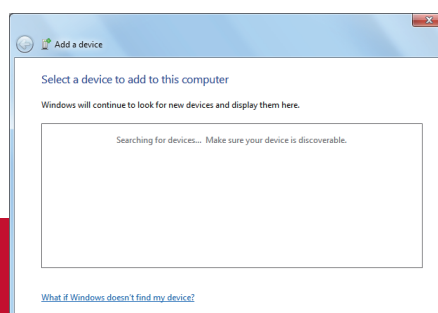 Add a device
Select a device to add to this computer
Windows will continue to look for new devices and display them here.
Searching for devices... Make sure your device is discoverable.
What if Windows doesn't find my device?